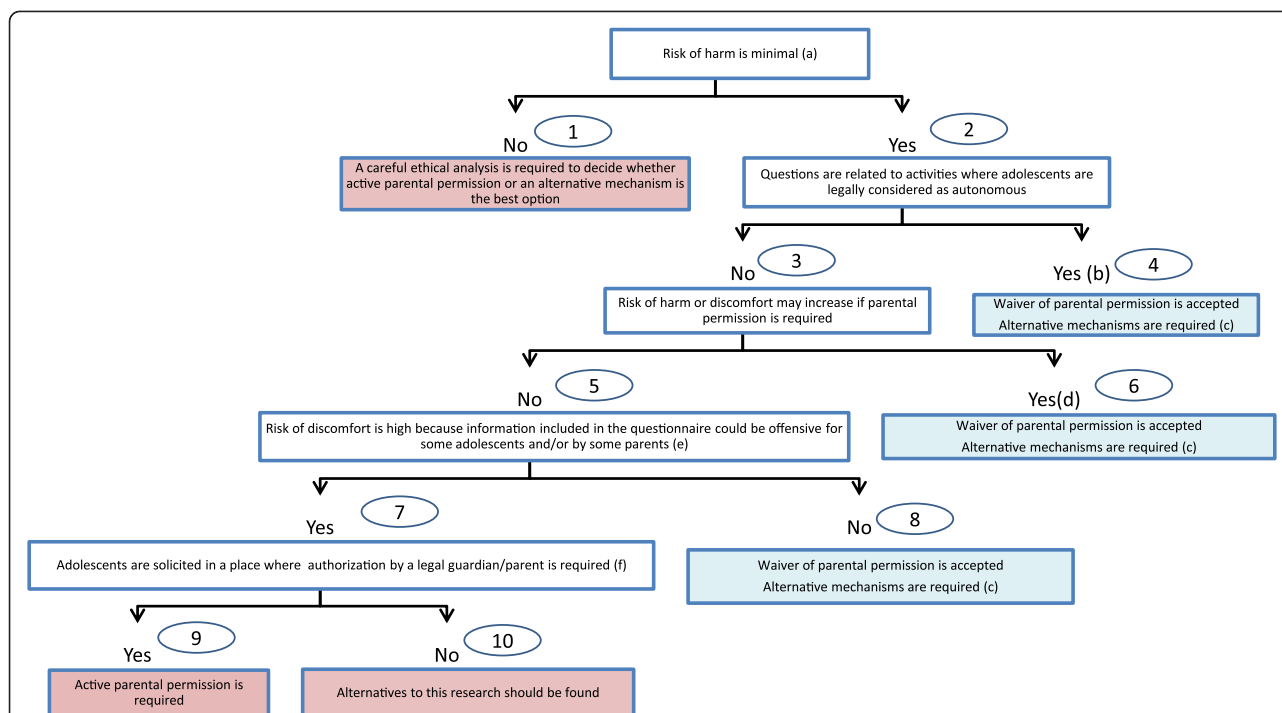 Risk of harm is minimal (a)
1
2
No
Yes
A careful ethical analysis is required to decide whether
active parental permission or an alternative mechanism is
the best option
Questions are related to activities where adolescents are
legally considered as autonomous
3
4
No
Yes (b)
Risk of harm or discomfort may increase if parental
permission is required
Waiver of parental permission is accepted
Alternative mechanisms are required (c)
5
6
No
Yes(d)
Risk of discomfort is high because information included in the questionnaire could be offensive for
some adolescents and/or by some parents (e)
Waiver of parental permission is accepted
Alternative mechanisms are required (c)
7
8
Yes
No
Adolescents are solicited in a place where authorization by a legal guardian/parent is required (f)
Waiver of parental permission is accepted
Alternative mechanisms are required (c)
9
10
Yes
No
Active parental permission is
required
Alternatives to this research should be found